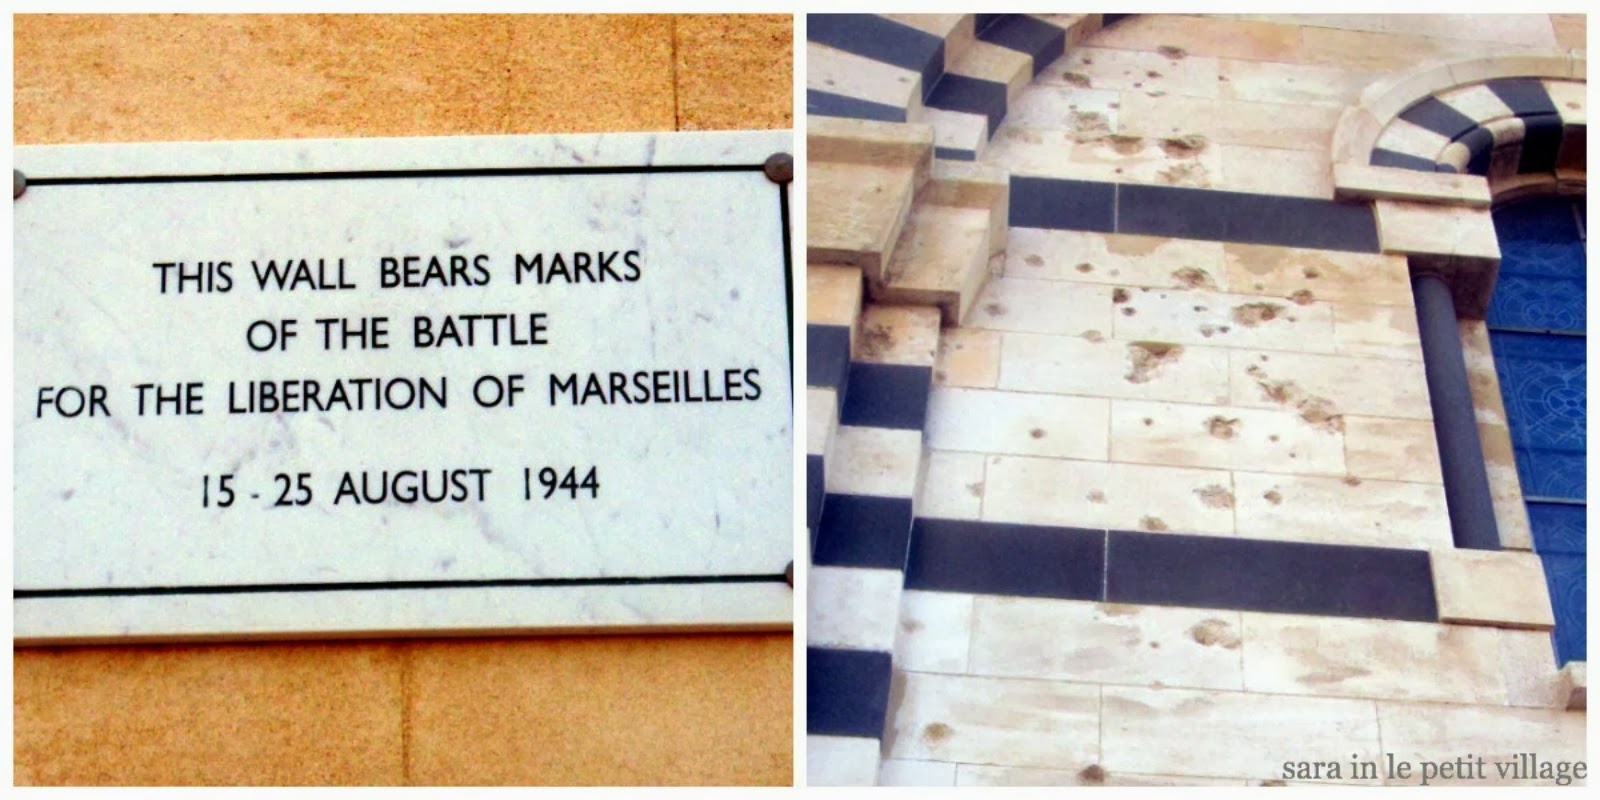 THIS WALL BEARS MARKS
OF THE BATTLE
FOR THE LIBERATION OF MARSEILLES
15 - 25 AUGUST 1944
sara in le petit village